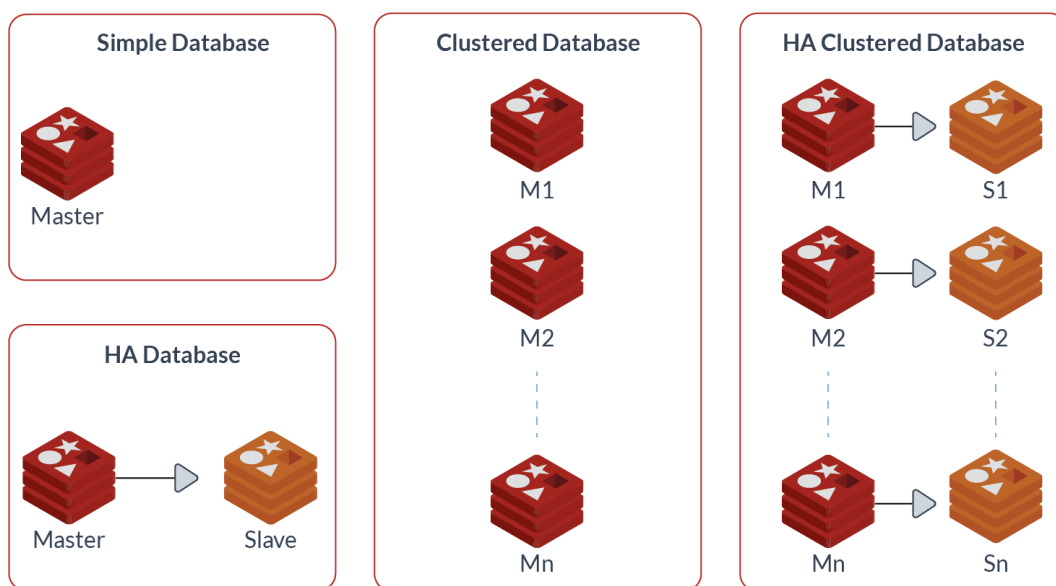 Simple Database
Master
HA Database
Master
Slave
Clustered Database
M1
M2
Mn
HA Clustered Database
M1
S1
M2
S2
Mn
Sn